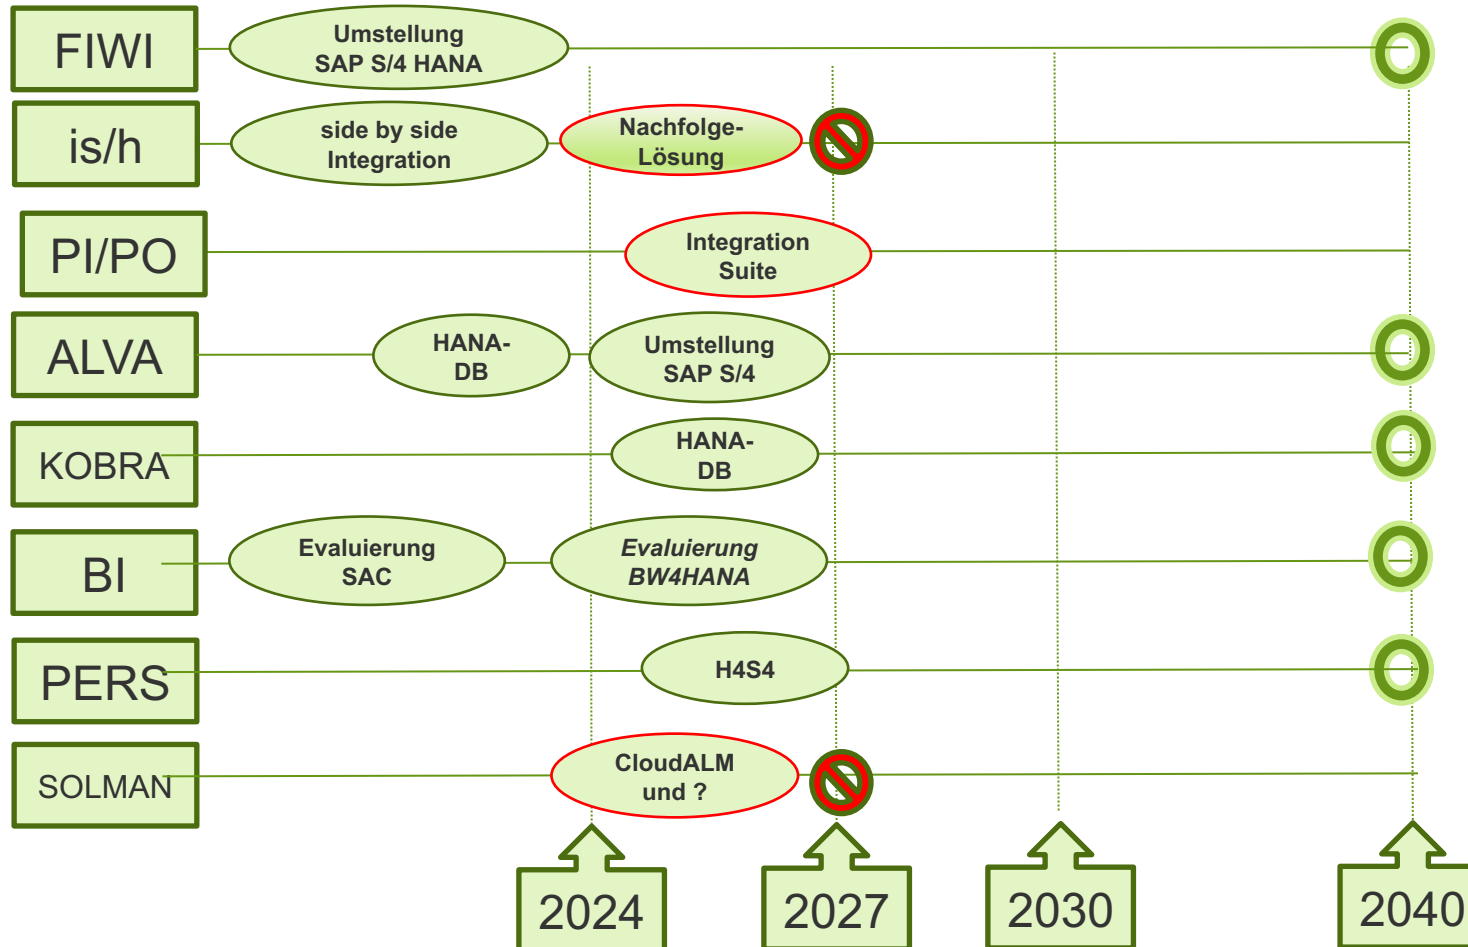 FIWI
Umstellung
SAP S/4 HANA
is/h
side by side
Integration
Nachfolge-
Lösung
PI/PO
Integration
Suite
ALVA
HANA-
DB
Umstellung
SAP S/4
KOBRA
HANA-
DB
BI
Evaluierung
SAC
Evaluierung
BW4HANA
PERS
H4S4
SOLMAN
CloudALM
und ?
2024
2027
2030
2040